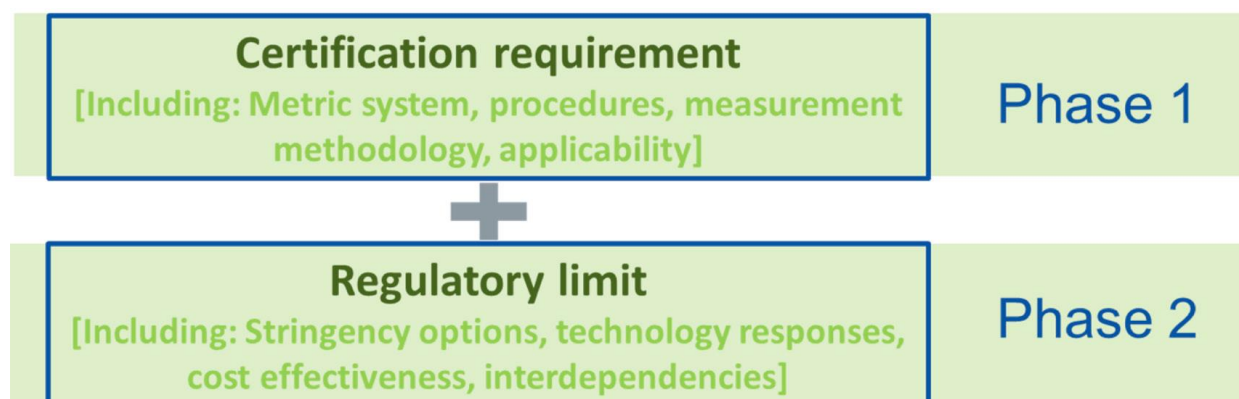 Certification requirement
[Including: Metric system, procedures, measurement
methodology, applicability]
Phase 1
Regulatory limit
[Including: Stringency options, technology responses,
cost effectiveness, interdependencies]
Phase 2